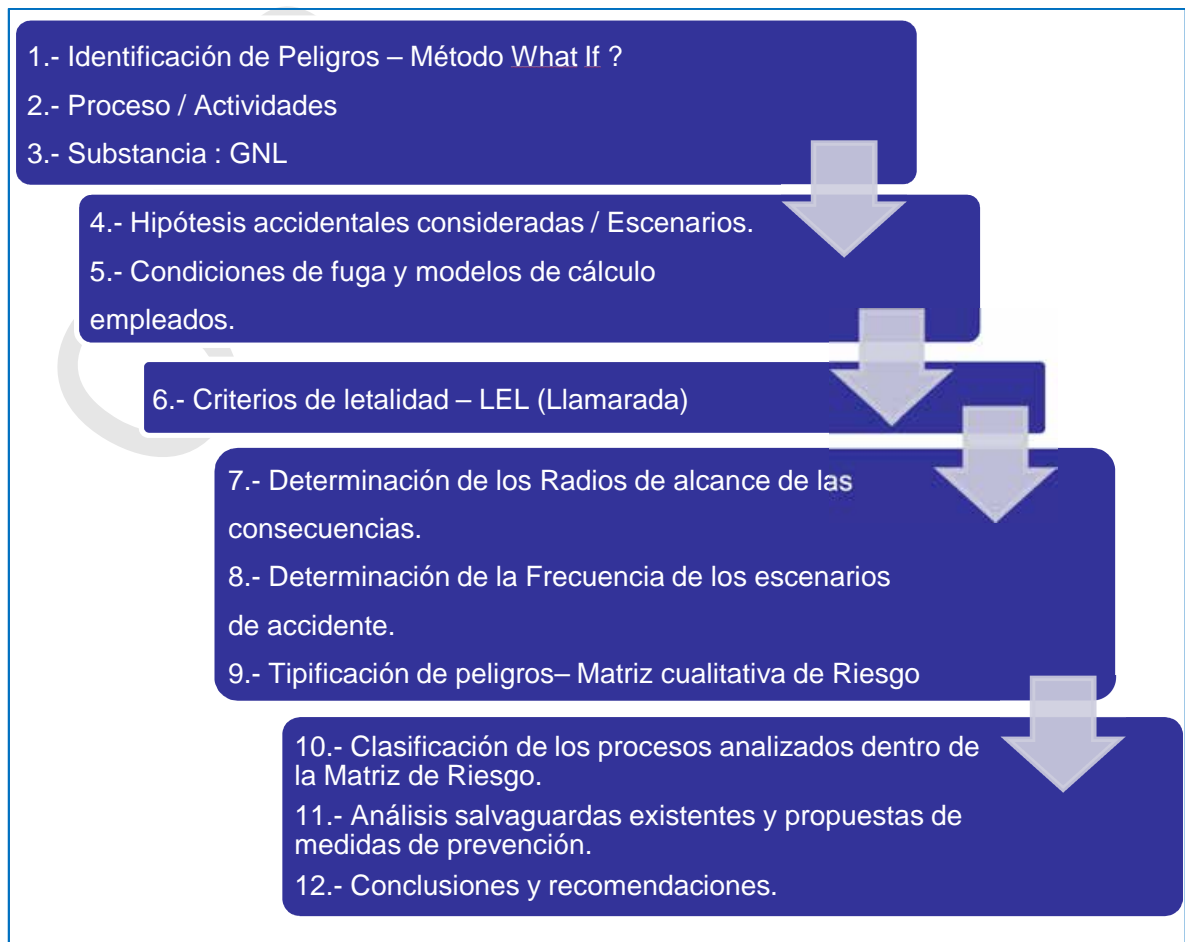 1.- Identificación de Peligros – Método What If ?
2.- Proceso / Actividades
3.- Substancia : GNL
4.- Hipótesis accidentales consideradas / Escenarios.
5.- Condiciones de fuga y modelos de cálculo
empleados.
6.- Criterios de letalidad – LEL (Llamarada)
7.- Determinación de los Radios de alcance de las
consecuencias.
8.- Determinación de la Frecuencia de los escenarios
de accidente.
9.- Tipificación de peligros– Matriz cualitativa de Riesgo
10.- Clasificación de los procesos analizados dentro de
la Matriz de Riesgo.
11.- Análisis salvaguardas existentes y propuestas de
medidas de prevención.
12.- Conclusiones y recomendaciones.